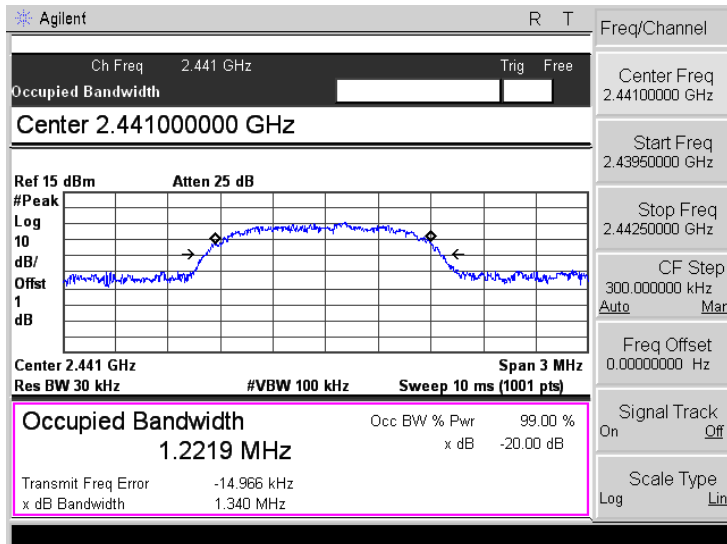 Agilent R T
Ch Freq 2.441 GHz Trig Free
Occupied Bandwidth
Center 2.441000000 GHz
Ref 15 dBm Atten 25 dB
#Peak
Log
10
dB/
Offst
1
dB
Center 2.441 GHz Span 3 MHz
Res BW 30 kHz #VBW 100 kHz Sweep 10 ms (1001 pts)
Occupied Bandwidth Occ BW % Pwr 99.00 %
1.2219 MHz x dB -20.00 dB
Transmit Freq Error -14.966 kHz
x dB Bandwidth 1.340 MHz
Freq/Channel
Center Freq
2.44100000 GHz
Start Freq
2.43950000 GHz
Stop Freq
2.44250000 GHz
CF Step
300.000000 kHz
Auto Man
Freq Offset
0.00000000 Hz
Signal Track
On Off
Scale Type
Log Lin